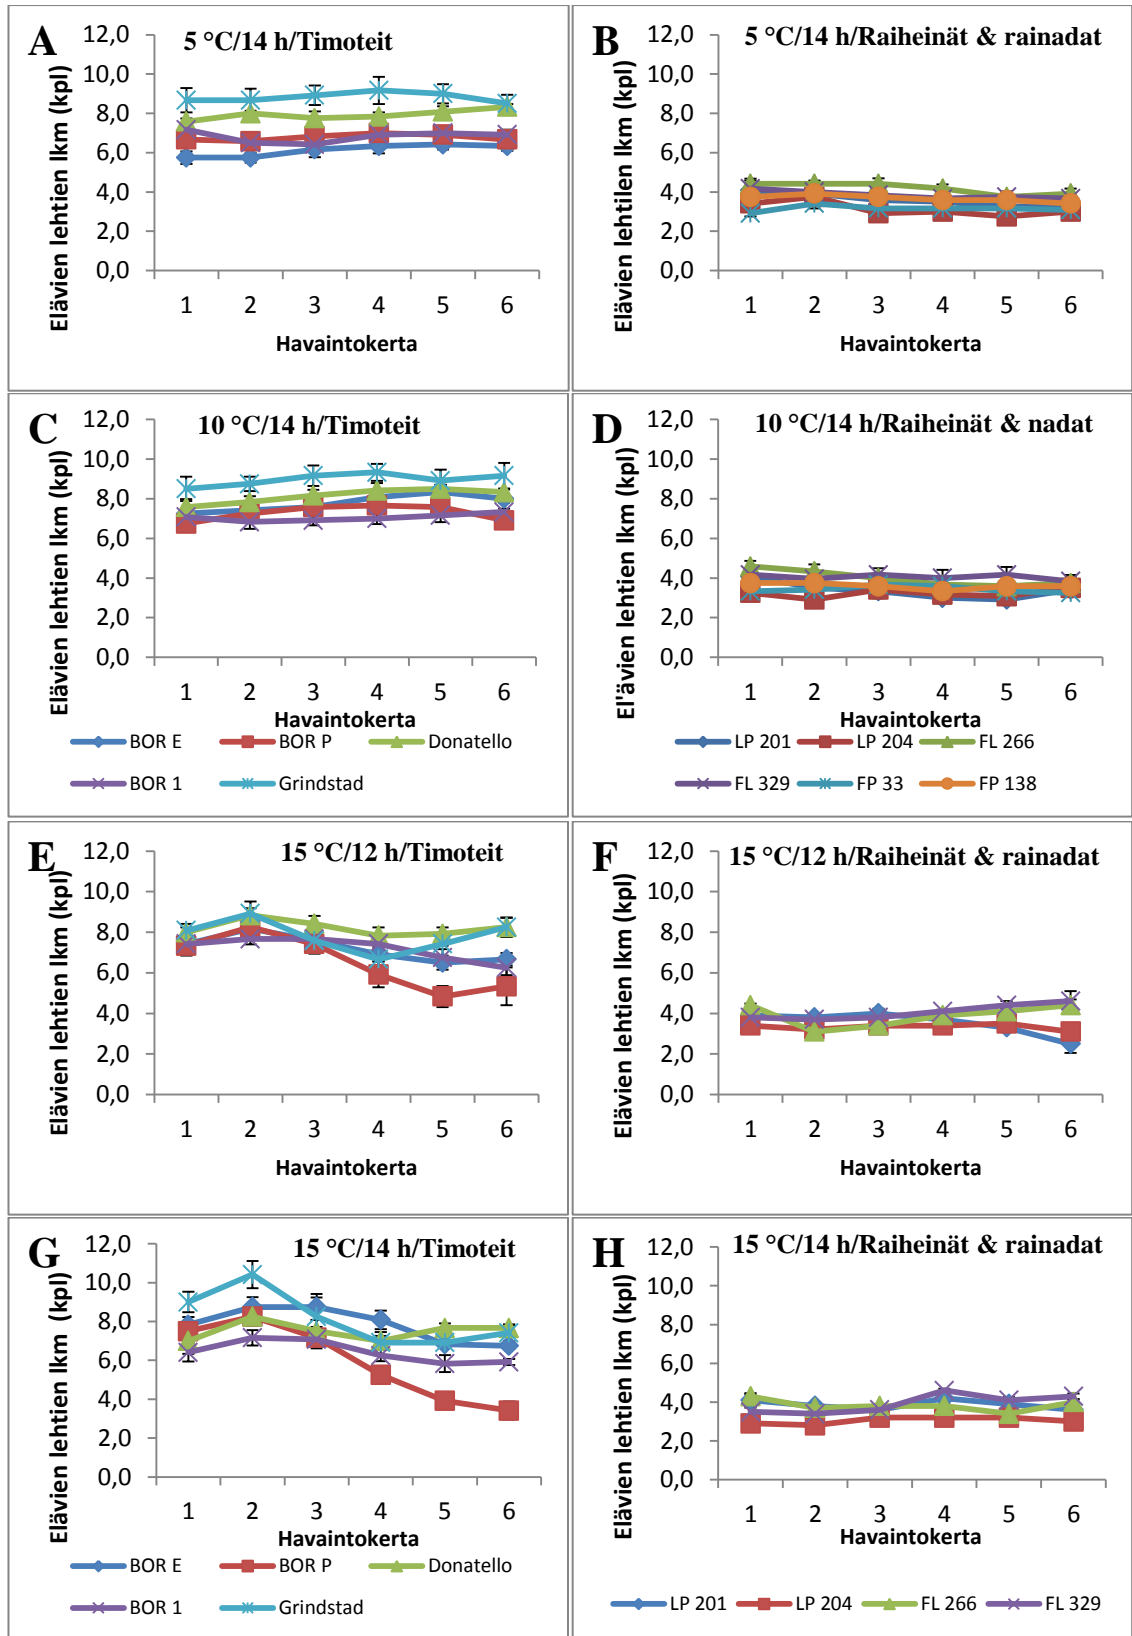 A
5 °C/14 h/Timoteit
Elävien lehtien lkm (kpl)
12,0
10,0
8,0
6,0
4,0
2,0
0,0
1 2 3 4 5 6
Havaintokerta
B
5 °C/14 h/Raiheinät & rainadat
Elävien lehtilen lkm (kpl)
12,0
10,0
8,0
6,0
4,0
2,0
0,0
1 2 3 4 5 6
Havaintokerta
C
10 °C/14 h/Timoteit
Elävien lehtien lkm (kpl)
12,0
10,0
8,0
6,0
4,0
2,0
0,0
1 2 3 4 5 6
Havaintokerta
BOR E BOR P Donatello
BOR 1 Grindstad
D
10 °C/14 h/Raiheinät & nadat
El'ävien lehtien lkm (kpl)
12,0
10,0
8,0
6,0
4,0
2,0
0,0
1 2 3 4 5 6
Havaintokerta
LP 201 LP 204 FL 266
FL 329 FP 33 FP 138
E
15 °C/12 h/Timoteit
Elävien lehtien lkm (kpl)
12,0
10,0
8,0
6,0
4,0
2,0
0,0
1 2 3 4 5 6
Havaintokerta
F
15 °C/12 h/Raiheinät & rainadat
Elävien lehtien lkm (kpl)
12,0
10,0
8,0
6,0
4,0
2,0
0,0
1 2 3 4 5 6
Havaintokerta
G
15 °C/14 h/Timoteit
Elävien lehtien lkm (kpl)
12,0
10,0
8,0
6,0
4,0
2,0
0,0
1 2 3 4 5 6
Havaintokerta
BOR E BOR P Donatello
BOR 1 Grindstad
H
15 °C/14 h/Raiheinät & rainadat
Elävien lehtien lkm (kpl)
12,0
10,0
8,0
6,0
4,0
2,0
0,0
1 2 3 4 5 6
Havaintokerta
LP 201 LP 204 FL 266 FL 329